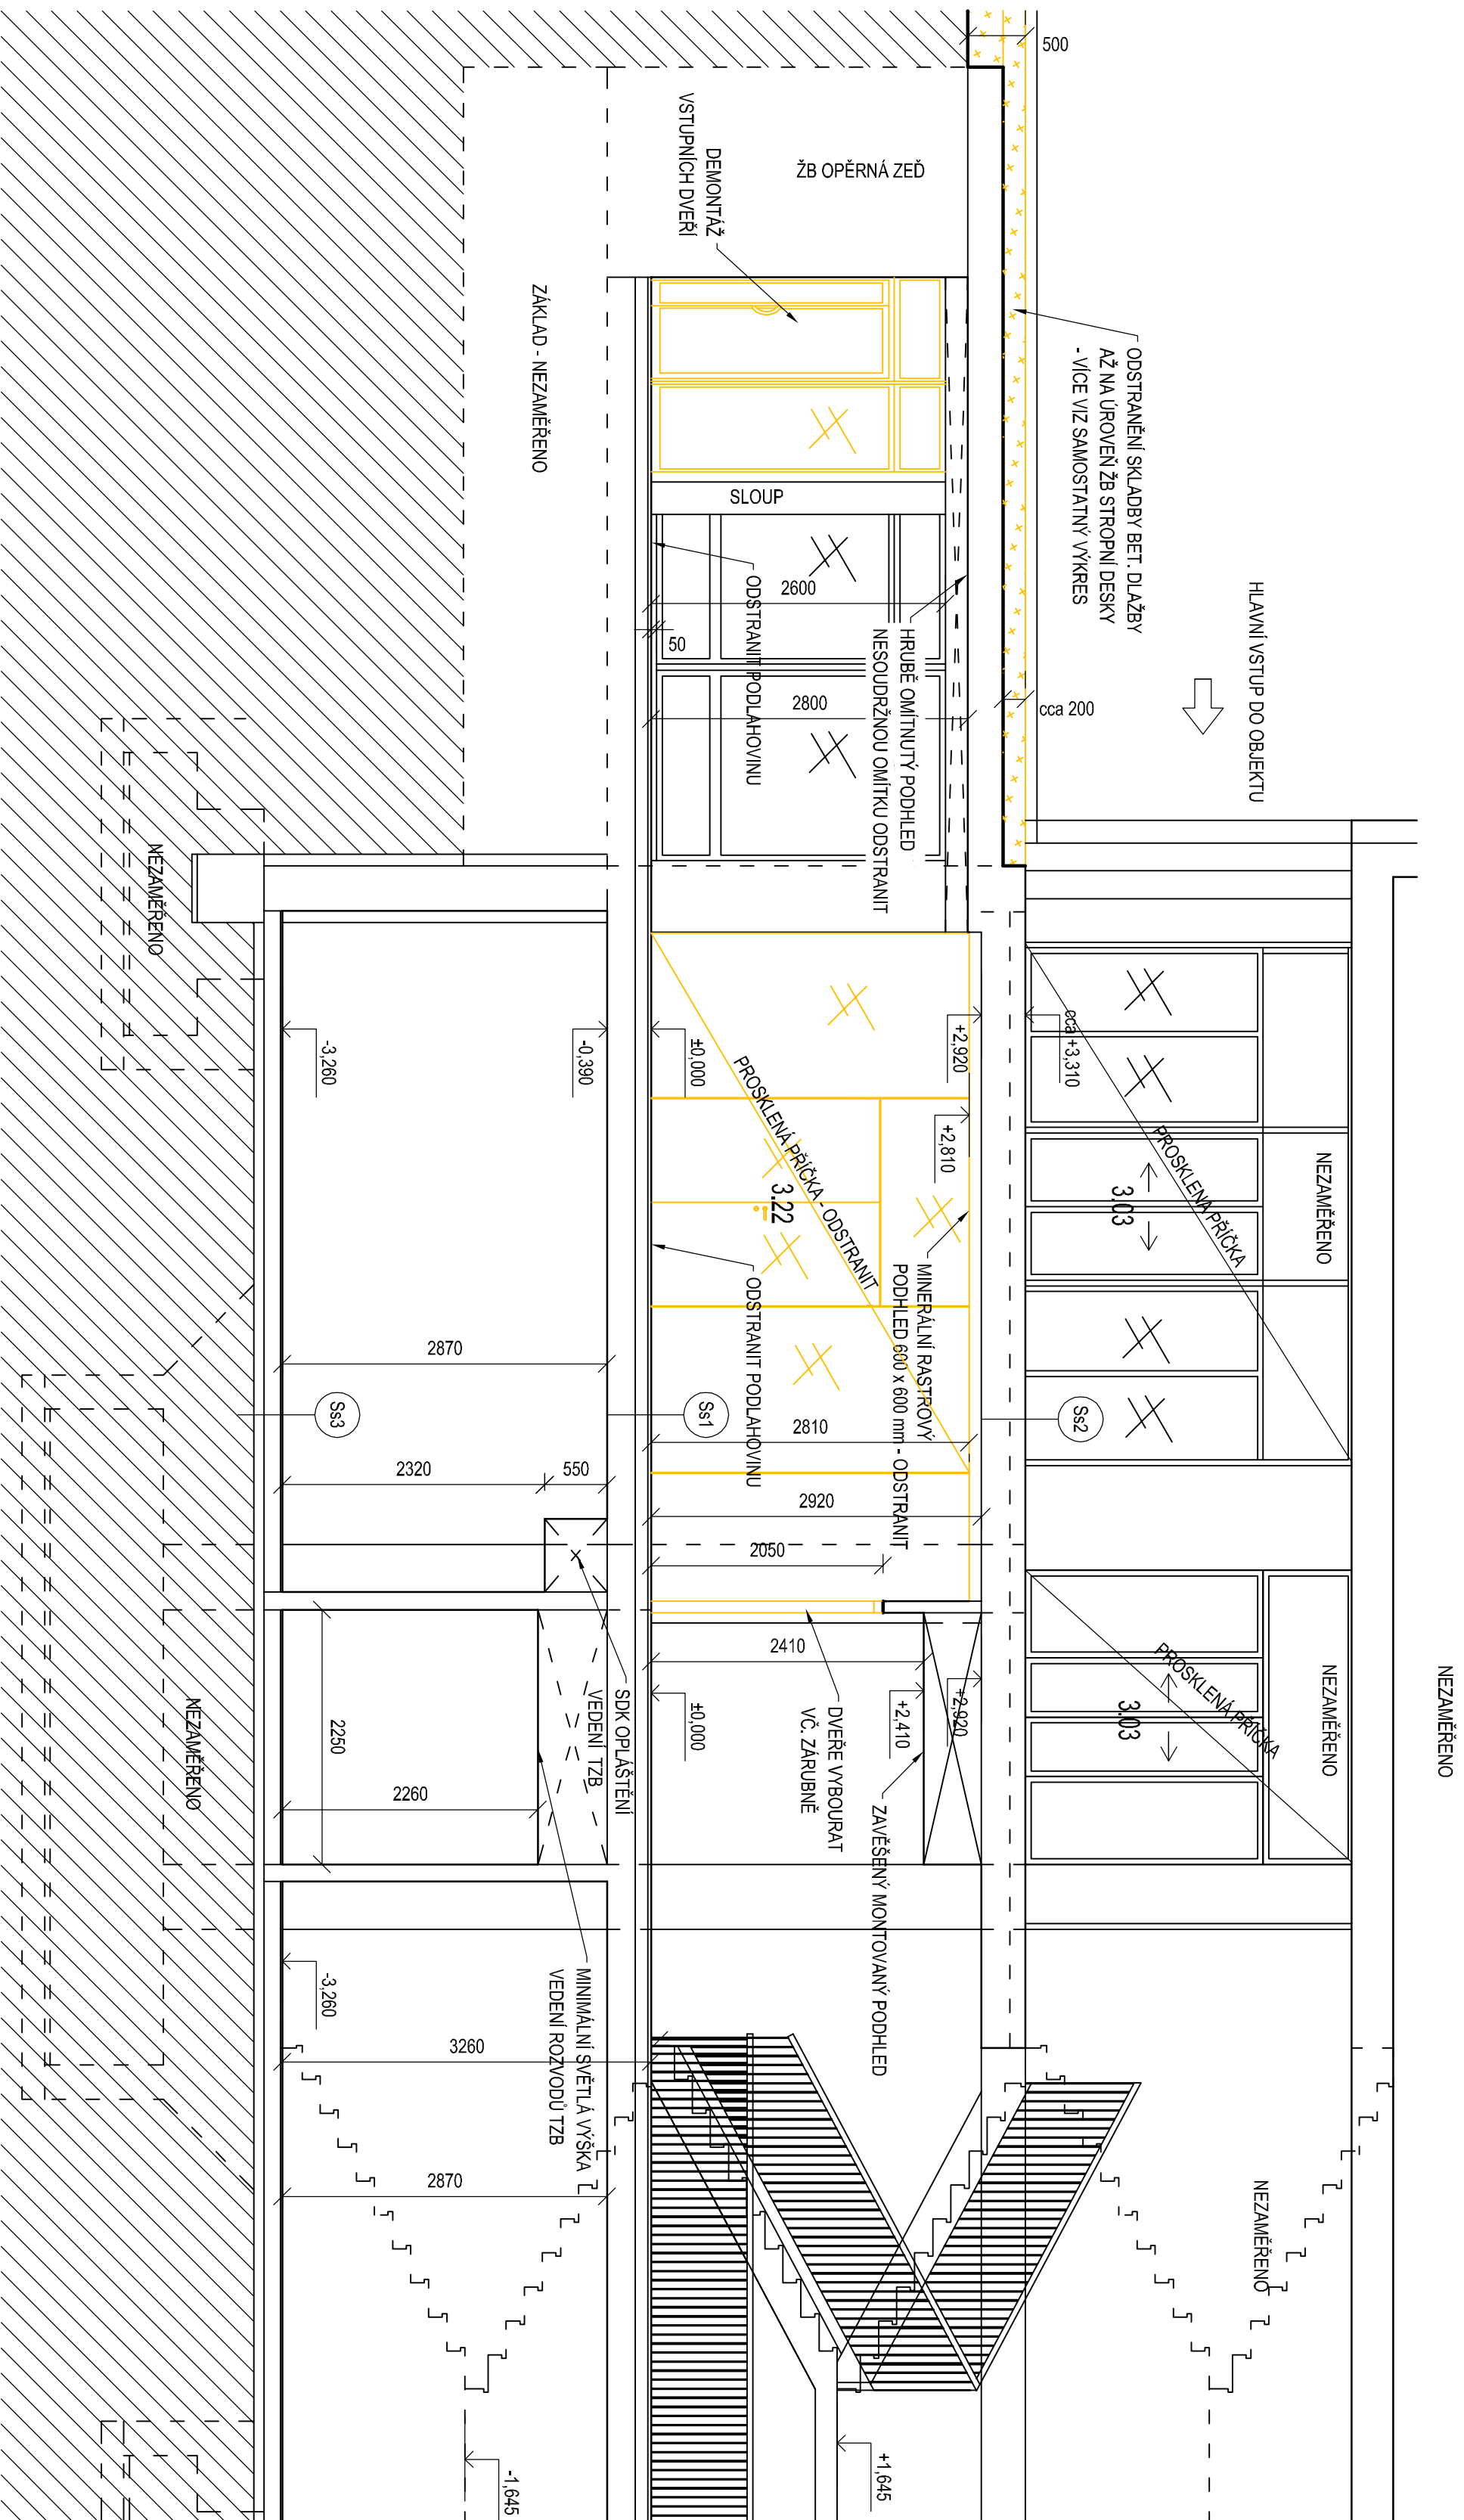 500
ŽB OPĚRNÁ ZEĎ
DEMONTÁŽ
VSTUPNÍCH DVEŘÍ
ZÁKLAD - NEZAMĚŘENO
ODSTRANĚNÍ SKLADBY BET. DLAŽBY
AŽ NA ÚROVEŇ ŽB STROPNÍ DESKY
- VÍCE VIZ SAMOSTATNÝ VÝKRES
HLAVNÍ VSTUP DO OBJEKTU
cca 200
SLOUP
2600
50
2800
HRUBĚ OMÍTNUTÝ PODHLED
NESOUDRŽNOU OMÍTKU ODSTRANIT
ODSTRANIT PODLAHOVINU
NEZAMĚŘENO
-3,260
-0,390
±0,000
+2,920
cca +3,310
+2,810
PROSKLENÁ PŘÍČKA - ODSTRANIT
3.22
PROSKLENÁ PŘÍČKA
3.03
NEZAMĚŘENO
MINERÁLNÍ RASTROVÝ
PODHLED 600 x 600 mm - ODSTRANIT
ODSTRANIT PODLAHOVINU
2870
Ss3
Ss1
Ss2
2810
2320
550
2920
2050
2410
±0,000
+2,410
+2,920
DVEŘE VYBOURAT
VČ. ZÁRUBNĚ
ZAVĚŠENÝ MONTOVANÝ PODHLED
SDK OPLÁŠTĚNÍ
VEDENÍ TZB
2250
2260
NEZAMĚŘENO
PROSKLENÁ PŘÍČKA
3.03
NEZAMĚŘENO
NEZAMĚŘENO
MINIMÁLNÍ SVĚTLÁ VÝŠKA
VEDENÍ ROZVODŮ TZB
-3,260
3260
2870
NEZAMĚŘENO
+1,645
-1,645